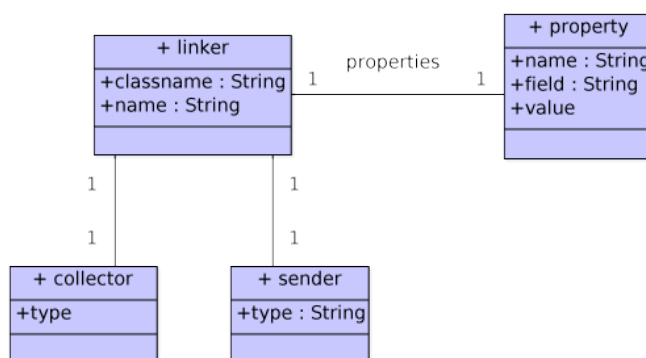 + linker
+classname : String
+name : String
properties
1
1
+ property
+name : String
+field : String
+value
1
1
1
1
+ collector
+type
+ sender
+type : String